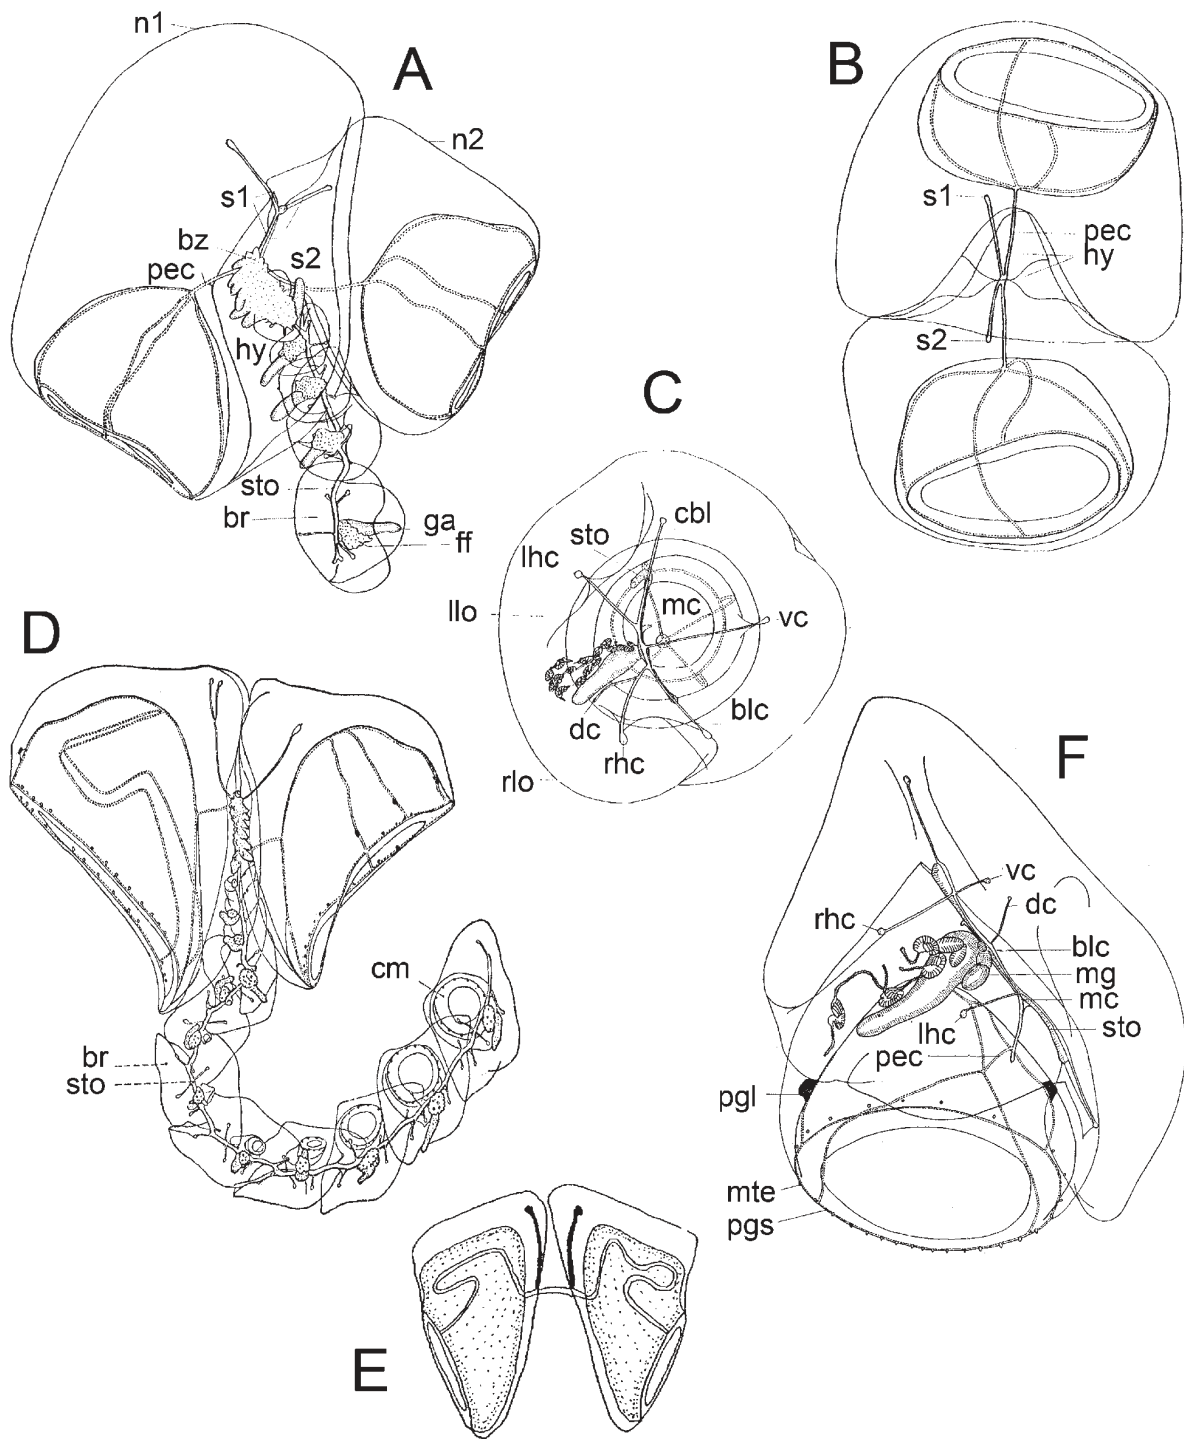 n1
A
n2
s1
bz
s2
pec
hy
sto
br
ga
ff
B
s1
pec
hy
s2
C
cbl
sto
lhc
mc
llo
vc
dc
blc
rhc
rlo
D
cm
br
sto
E
F
vc
dc
rhc
blc
mg
mc
lhc
sto
pec
pgl
mte
pgs